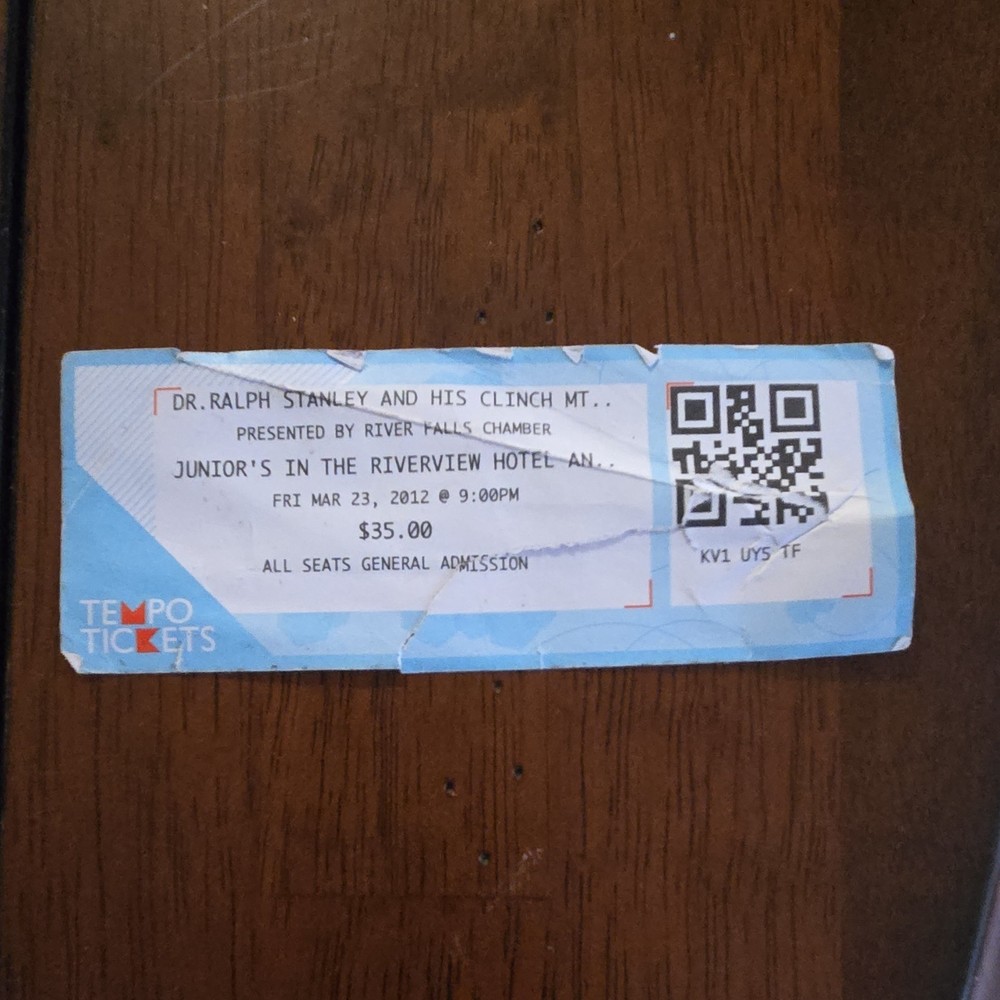 DR.RALPH STANLEY AND HIS CLINCH MT..
PRESENTED BY RIVER FALLS CHAMBER
JUNIOR'S IN THE RIVERVIEW HOTEL AN..
FRI MAR 23, 2012 @ 9:00PM
$35.00
ALL SEATS GENERAL ADMISSION
KV1 UY5 TF
TEMPO
TICKETS